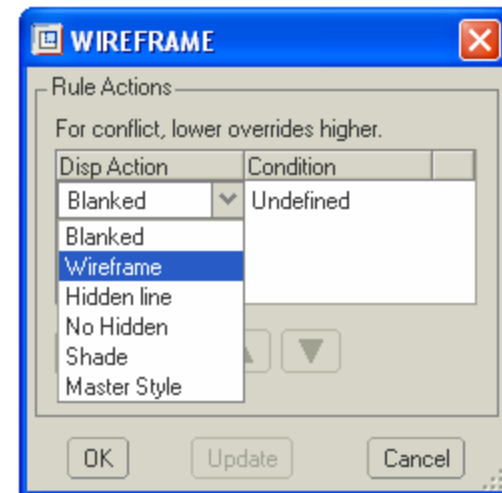 WIREFRAME
Rule Actions
For conflict, lower overrides higher.
Disp Action Condition
Blanked Undefined
Blanked
Wireframe
Hidden line
No Hidden
Shade
Master Style
OK Update Cancel